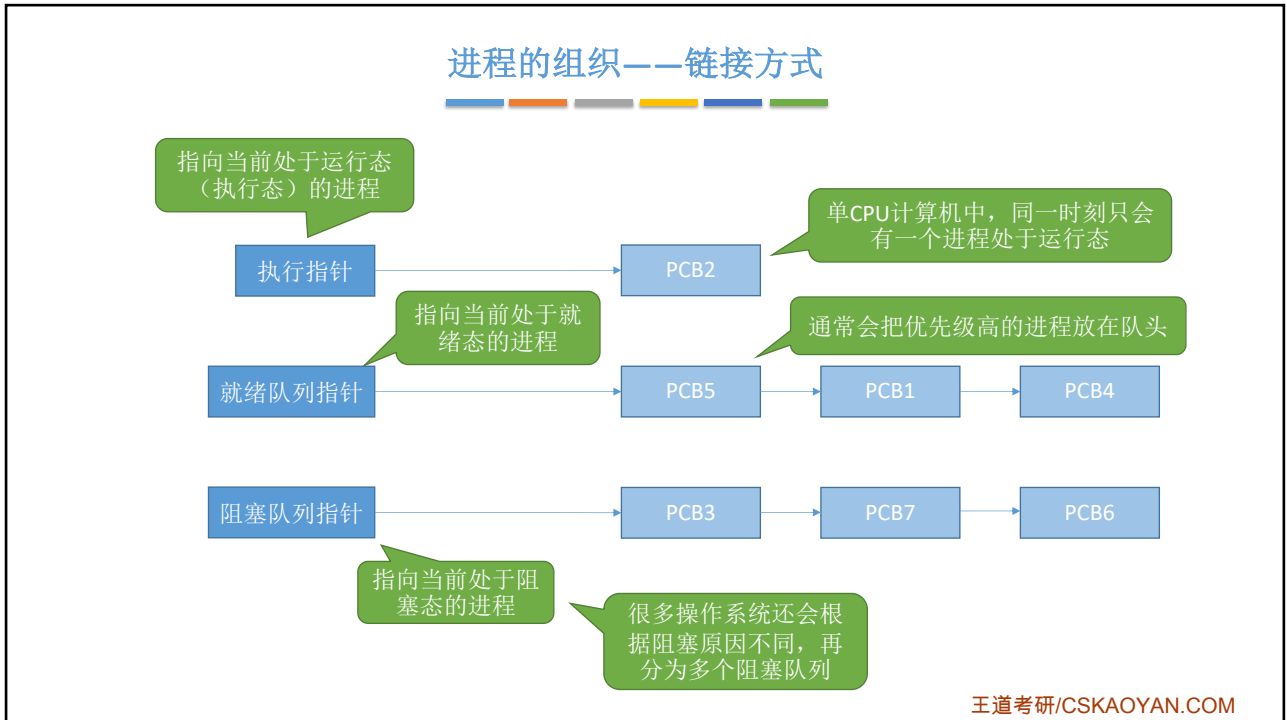 进程的组织——链接方式
指向当前处于运行态
（执行态）的进程
单CPU计算机中，同一时刻只会
有一个进程处于运行态
执行指针
PCB2
指向当前处于就
绪态的进程
通常会把优先级高的进程放在队头
就绪队列指针
PCB5
PCB1
PCB4
阻塞队列指针
PCB3
PCB7
PCB6
指向当前处于阻
塞态的进程
很多操作系统还会根
据阻塞原因不同，再
分为多个阻塞队列
王道考研/CSKAOYAN.COM